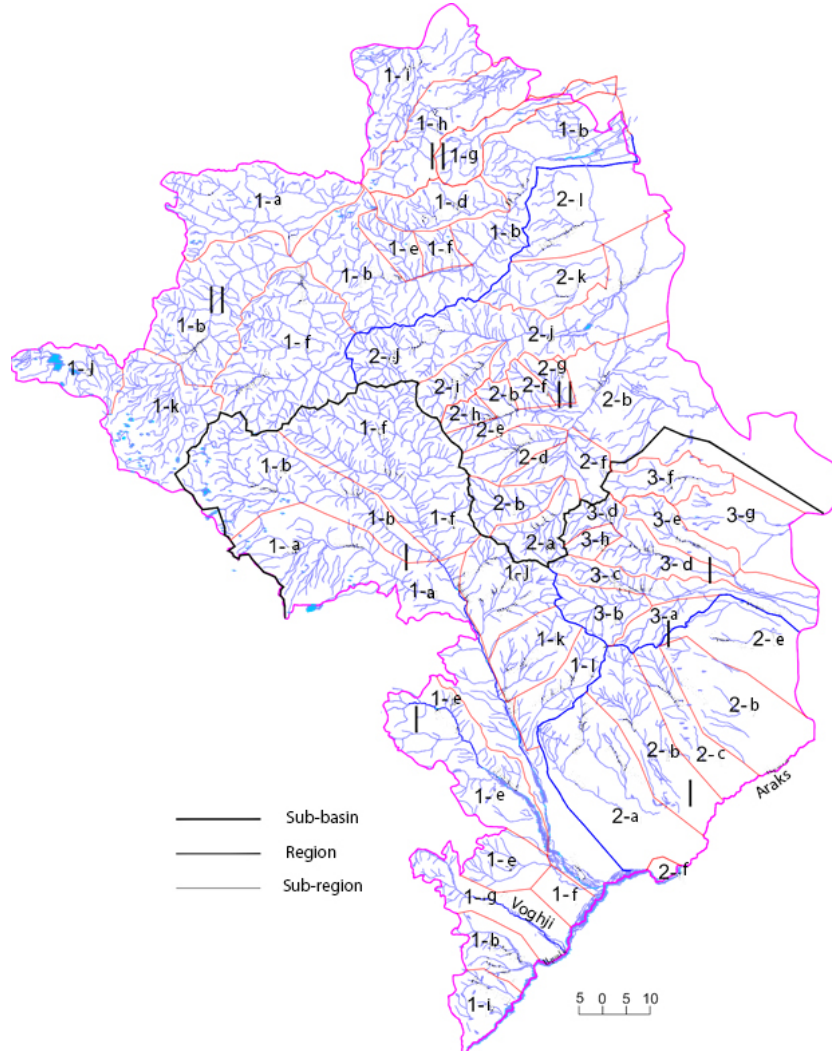 1-i
1-h
1-b
||
1-g
1-a
1-d
2-l
1-b
1-e
1-f
1-b
2-k
||
1-b
1-f
2-J
2-j
1-J
2-g
2-i
2-f
||
1-k
2-b
2-b
2-h
1-f
2-e
1-b
2-d
2-f
3-f
2-b
1-b
1-f
3-d
3-e
3-g
1-a
2-a
3-h
|
3-d
|
1-J
3-c
1-a
3-b
3-a
|
1-k
2-e
1-l
1-e
|
2-b
2-b
2-c
Araks
1-e
|
2-a
Sub-basin
Region
1-e
2-f
Sub-region
1-g
1-f
Voghji
1-b
1-i
5 0 5 10